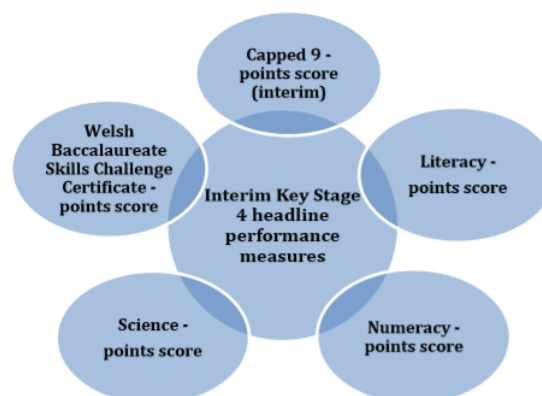 Capped 9 -
points score
(interim)
Welsh
Baccalaureate
Skills Challenge
Certificate -
points score
Literacy -
points score
Interim Key Stage
4 headline
performance
measures
Science -
points score
Numeracy -
points score